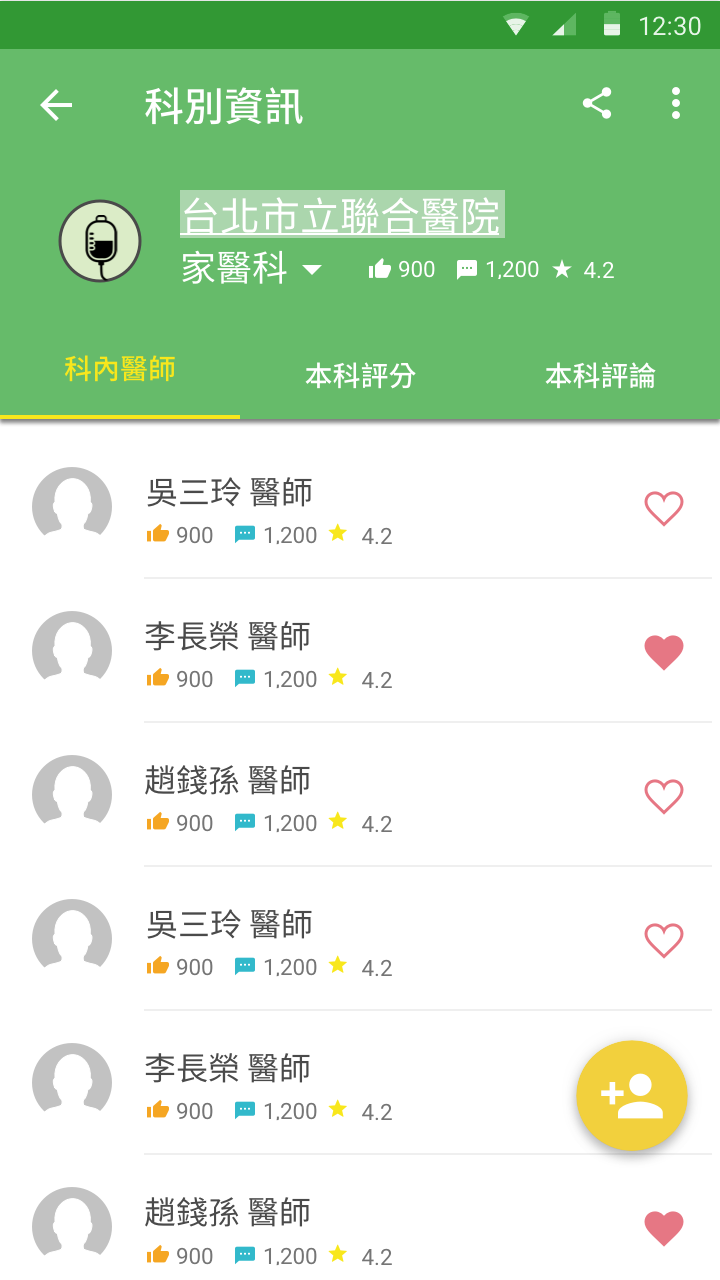 12:30
科別資訊
台北市立聯合醫院
家醫科 900 1,200 4.2
科內醫師 本科評分 本科評論
吳三玲 醫師
900 1,200 4.2
李長榮 醫師
900 1,200 4.2
趙錢孫 醫師
900 1,200 4.2
吳三玲 醫師
900 1,200 4.2
李長榮 醫師
900 1,200 4.2
趙錢孫 醫師
900 1,200 4.2